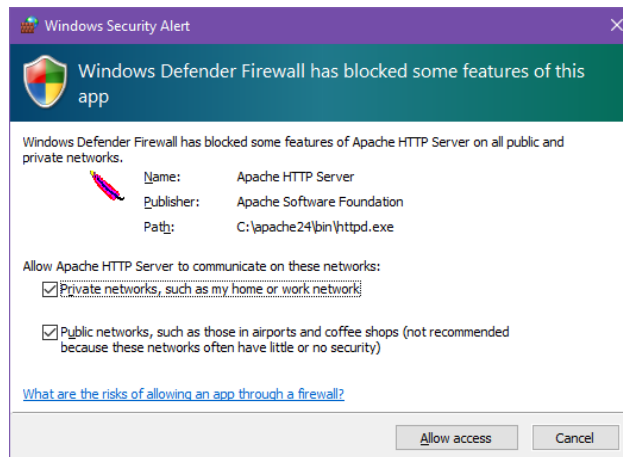 Windows Security Alert
Windows Defender Firewall has blocked some features of this
app
Windows Defender Firewall has blocked some features of Apache HTTP Server on all public and
private networks.
Name: Apache HTTP Server
Publisher: Apache Software Foundation
Path: C:\apache24\bin\httpd.exe
Allow Apache HTTP Server to communicate on these networks:
Private networks, such as my home or work network
Public networks, such as those in airports and coffee shops (not recommended
because these networks often have little or no security)
What are the risks of allowing an app through a firewall?
Allow access Cancel